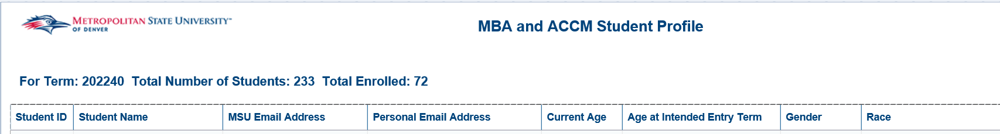 METROPOLITAN STATE UNIVERSITY™
OF DENVER
MBA and ACCM Student Profile
For Term: 202240 Total Number of Students: 233 Total Enrolled: 72
Student ID Student Name MSU Email Address Personal Email Address Current Age Age at Intended Entry Term Gender Race